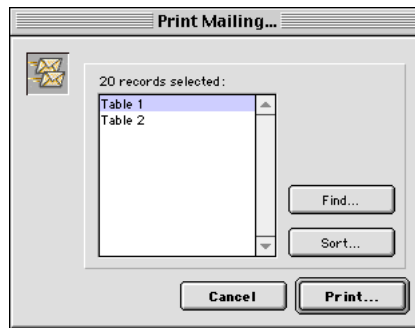 Print Mailing...
20 records selected:
Table 1
Table 2
Find...
Sort...
Cancel
Print...